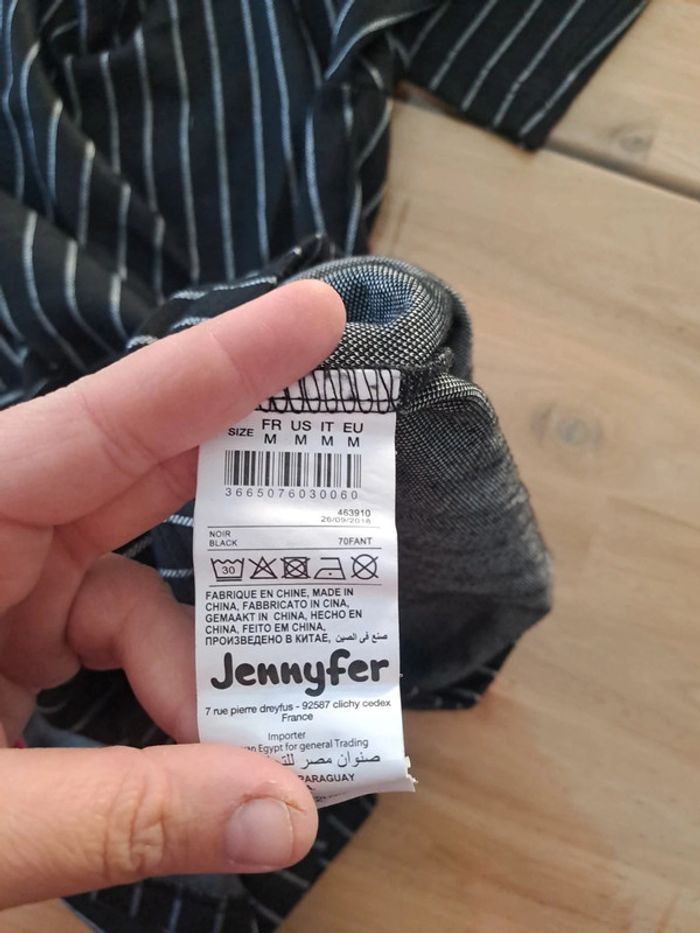 SIZE FR US IT EU
M M M M
3665076030060
463910
26/09/2018
NOIR
BLACK 70FANT
30
FABRIQUE EN CHINE, MADE IN
CHINA, FABBRICATO IN CINA,
GEMAAKT IN CHINA, HECHO EN
CHINA, FEITO EM CHINA,
ПРОИЗВЕДЕНО В КИТАЕ, صنع في الصين
Jennyfer
7 rue pierre dreyfus - 92587 clichy cedex
France
Importer
Egypt for general Trading
صنوان مصر
PARAGUAY